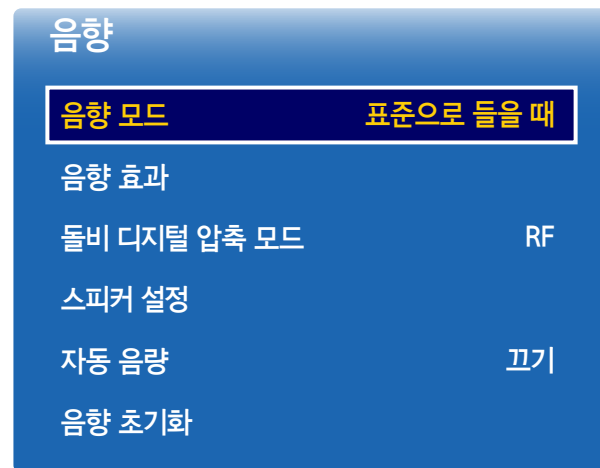 음향
음향 모드 표준으로 들을 때
음향 효과
돌비 디지털 압축 모드 RF
스피커 설정
자동 음량 끄기
음향 초기화